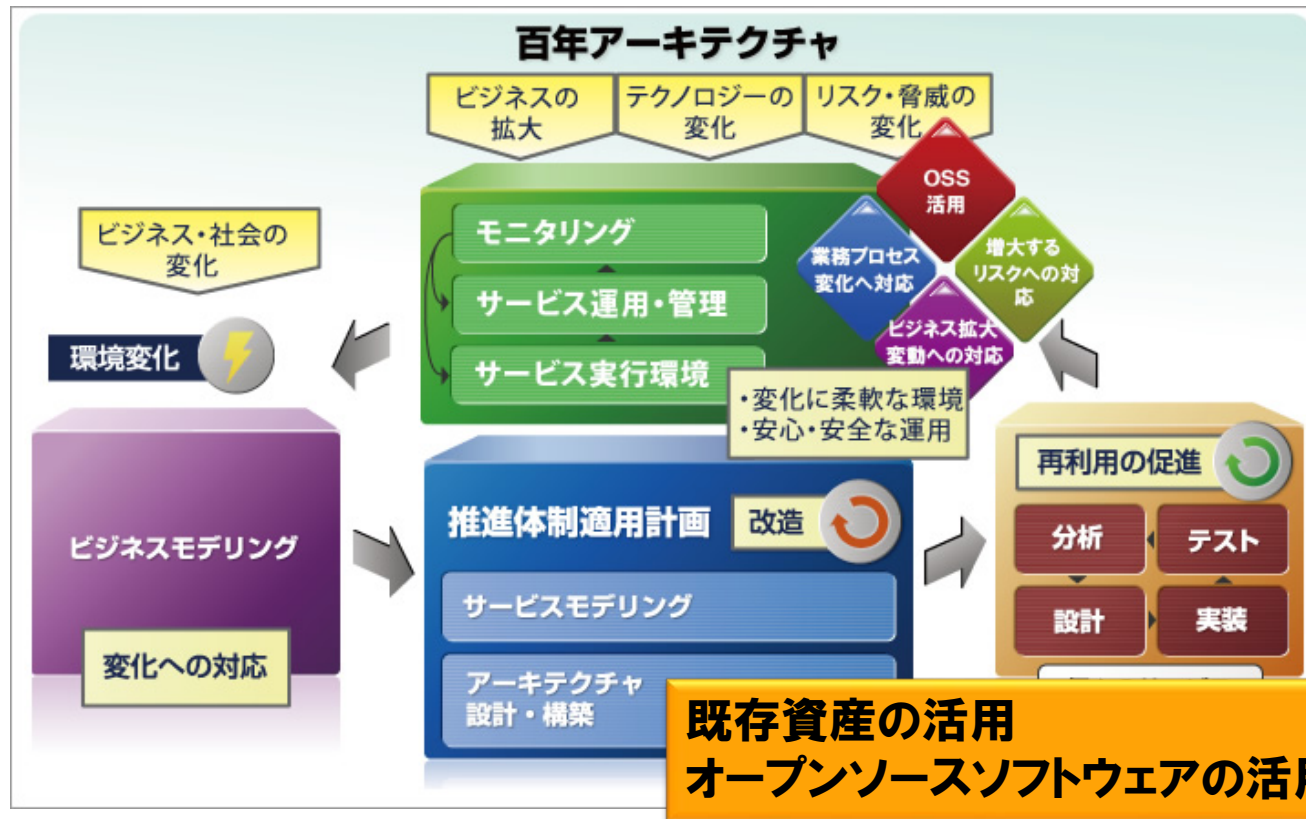 百年アーキテクチャ
ビジネスの
拡大
テクノロジーの
変化
リスク・脅威の
変化
OSS
活用
業務プロセス
変化へ対応
増大する
リスクへの対
応
ビジネス拡大
変動への対応
モニタリング
サービス運用・管理
サービス実行環境
・変化に柔軟な環境
・安心・安全な運用
ビジネス・社会の
変化
環境変化
ビジネスモデリング
変化への対応
推進体制適用計画
改造
サービスモデリング
アーキテクチャ
設計・構築
再利用の促進
分析
テスト
設計
実装
既存資産の活用
オープンソースソフトウェアの活